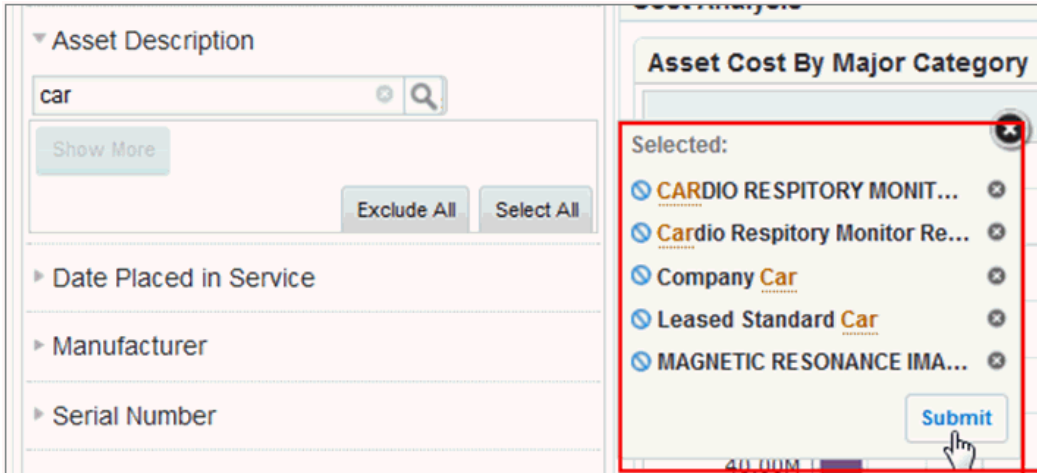 Asset Description
car
Show More
Exclude All
Select All
Date Placed in Service
Manufacturer
Serial Number
Cost Analysis
Asset Cost By Major Category
Selected:
CARDIO RESPITORY MONIT...
Cardio Respitory Monitor Re...
Company Car
Leased Standard Car
MAGNETIC RESONANCE IMA...
Submit
40.00M